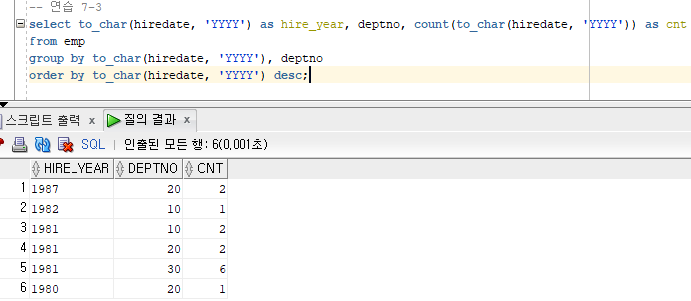 -- 연습 7-3
select to_char(hiredate, 'YYYY') as hire_year, deptno, count(to_char(hiredate, 'YYYY')) as cnt
from emp
group by to_char(hiredate, 'YYYY'), deptno
order by to_char(hiredate, 'YYYY') desc;
스크립트 출력 x 질의 결과 x
SQL | 인출된 모든 행: 6(0,001초)
HIRE_YEAR DEPTNO CNT
1 1987 20 2
2 1982 10 1
3 1981 10 2
4 1981 20 2
5 1981 30 6
6 1980 20 1